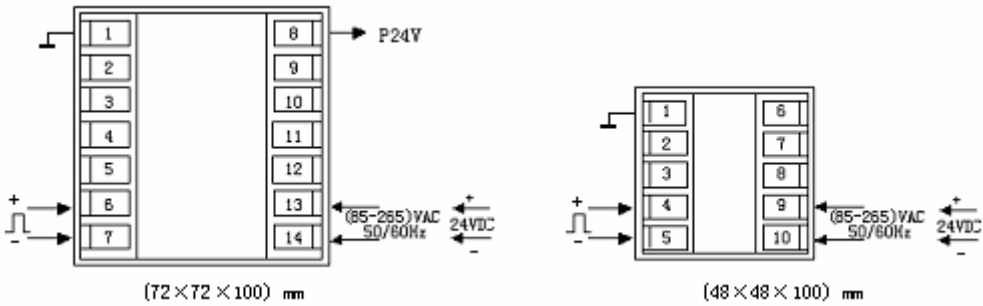 1 8 P24V
2 9
3 10
4 11
5 12
+ 6 13 (85-265)VAC +
50/60Hz 24VDC
- 7 14 -
(72×72×100) mm
1 6
2 7
3 8
+ 4 9 (85-265)VAC +
50/60Hz 24VDC
- 5 10 -
(48×48×100) mm